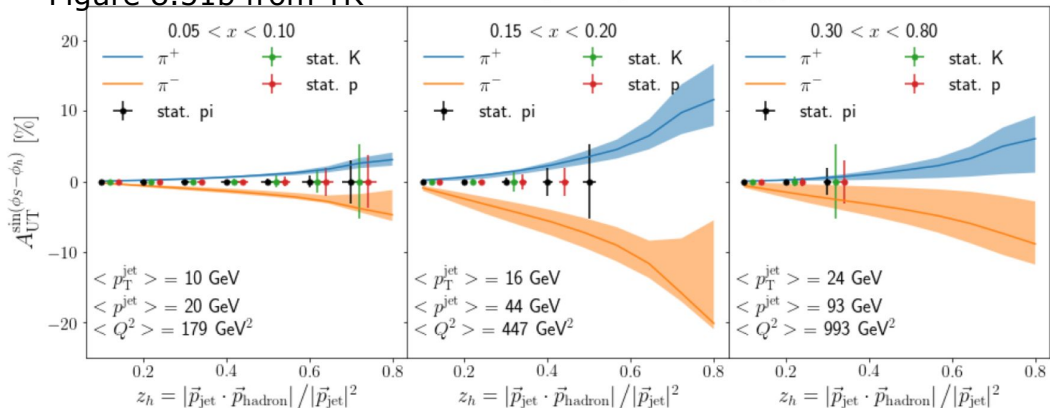 Figure 8.31b from YR
0.05 < x < 0.10
π⁺ stat. K
π⁻ stat. p
stat. pi
< p_T^jet > = 10 GeV
< p^jet > = 20 GeV
< Q² > = 179 GeV²
0.15 < x < 0.20
π⁺ stat. K
π⁻ stat. p
stat. pi
< p_T^jet > = 16 GeV
< p^jet > = 44 GeV
< Q² > = 447 GeV²
0.30 < x < 0.80
π⁺ stat. K
π⁻ stat. p
stat. pi
< p_T^jet > = 24 GeV
< p^jet > = 93 GeV
< Q² > = 993 GeV²
A_UT^sin(φ_S−φ_h) [%]
20
10
0
−10
−20
0.2 0.4 0.6 0.8
0.2 0.4 0.6 0.8
0.2 0.4 0.6 0.8
z_h = |p⃗_jet · p⃗_hadron| / |p⃗_jet|²
z_h = |p⃗_jet · p⃗_hadron| / |p⃗_jet|²
z_h = |p⃗_jet · p⃗_hadron| / |p⃗_jet|²